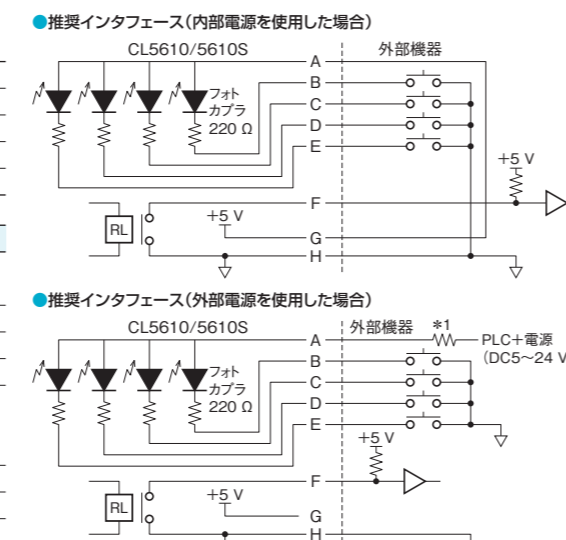 ●推奨インタフェース(内部電源を使用した場合)
CL5610/5610S
外部機器
A
B
フォト
カプラ
220 Ω
C
D
E
+5 V
F
RL
+5 V
G
H
●推奨インタフェース(外部電源を使用した場合)
CL5610/5610S
外部機器
*1
A
PLC+電源
(DC5~24 V
B
フォト
カプラ
220 Ω
C
D
E
+5 V
F
RL
+5 V
G
H